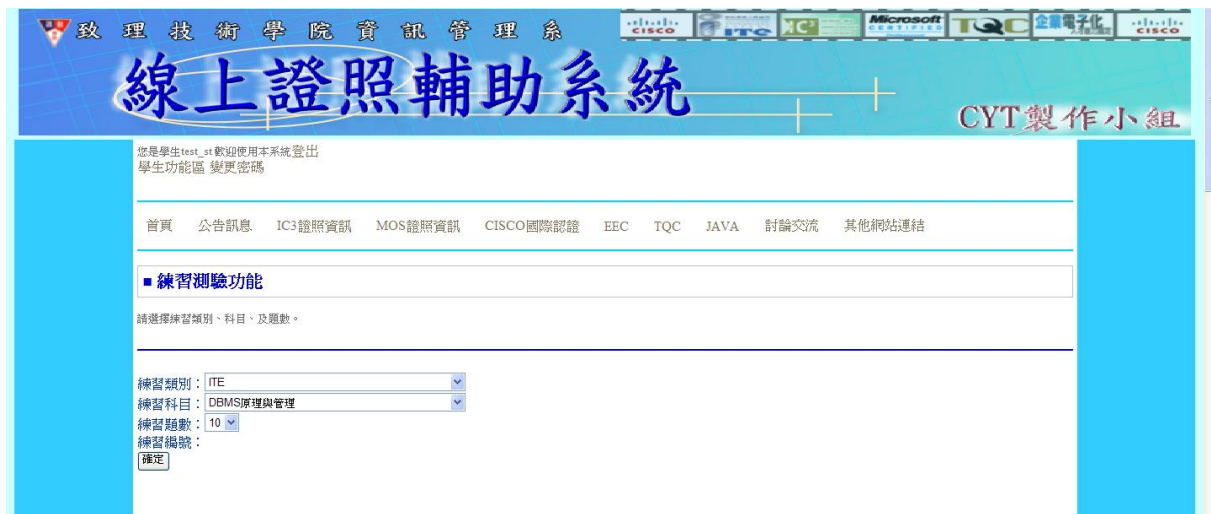 致理技術學院資訊管理系
CISCO ITE IC³ Microsoft CERTIFIED TQC 企業電子化 CISCO
線上證照輔助系統
CYT製作小組
您是學生test_st 歡迎使用本系統登出
學生功能區 變更密碼
首頁 公告訊息 IC3證照資訊 MOS證照資訊 CISCO國際認證 EEC TQC JAVA 討論交流 其他網站連結
■ 練習測驗功能
請選擇練習類別、科目、及題數。
練習類別：ITE
練習科目：DBMS原理與管理
練習題數：10
練習編號：
確定